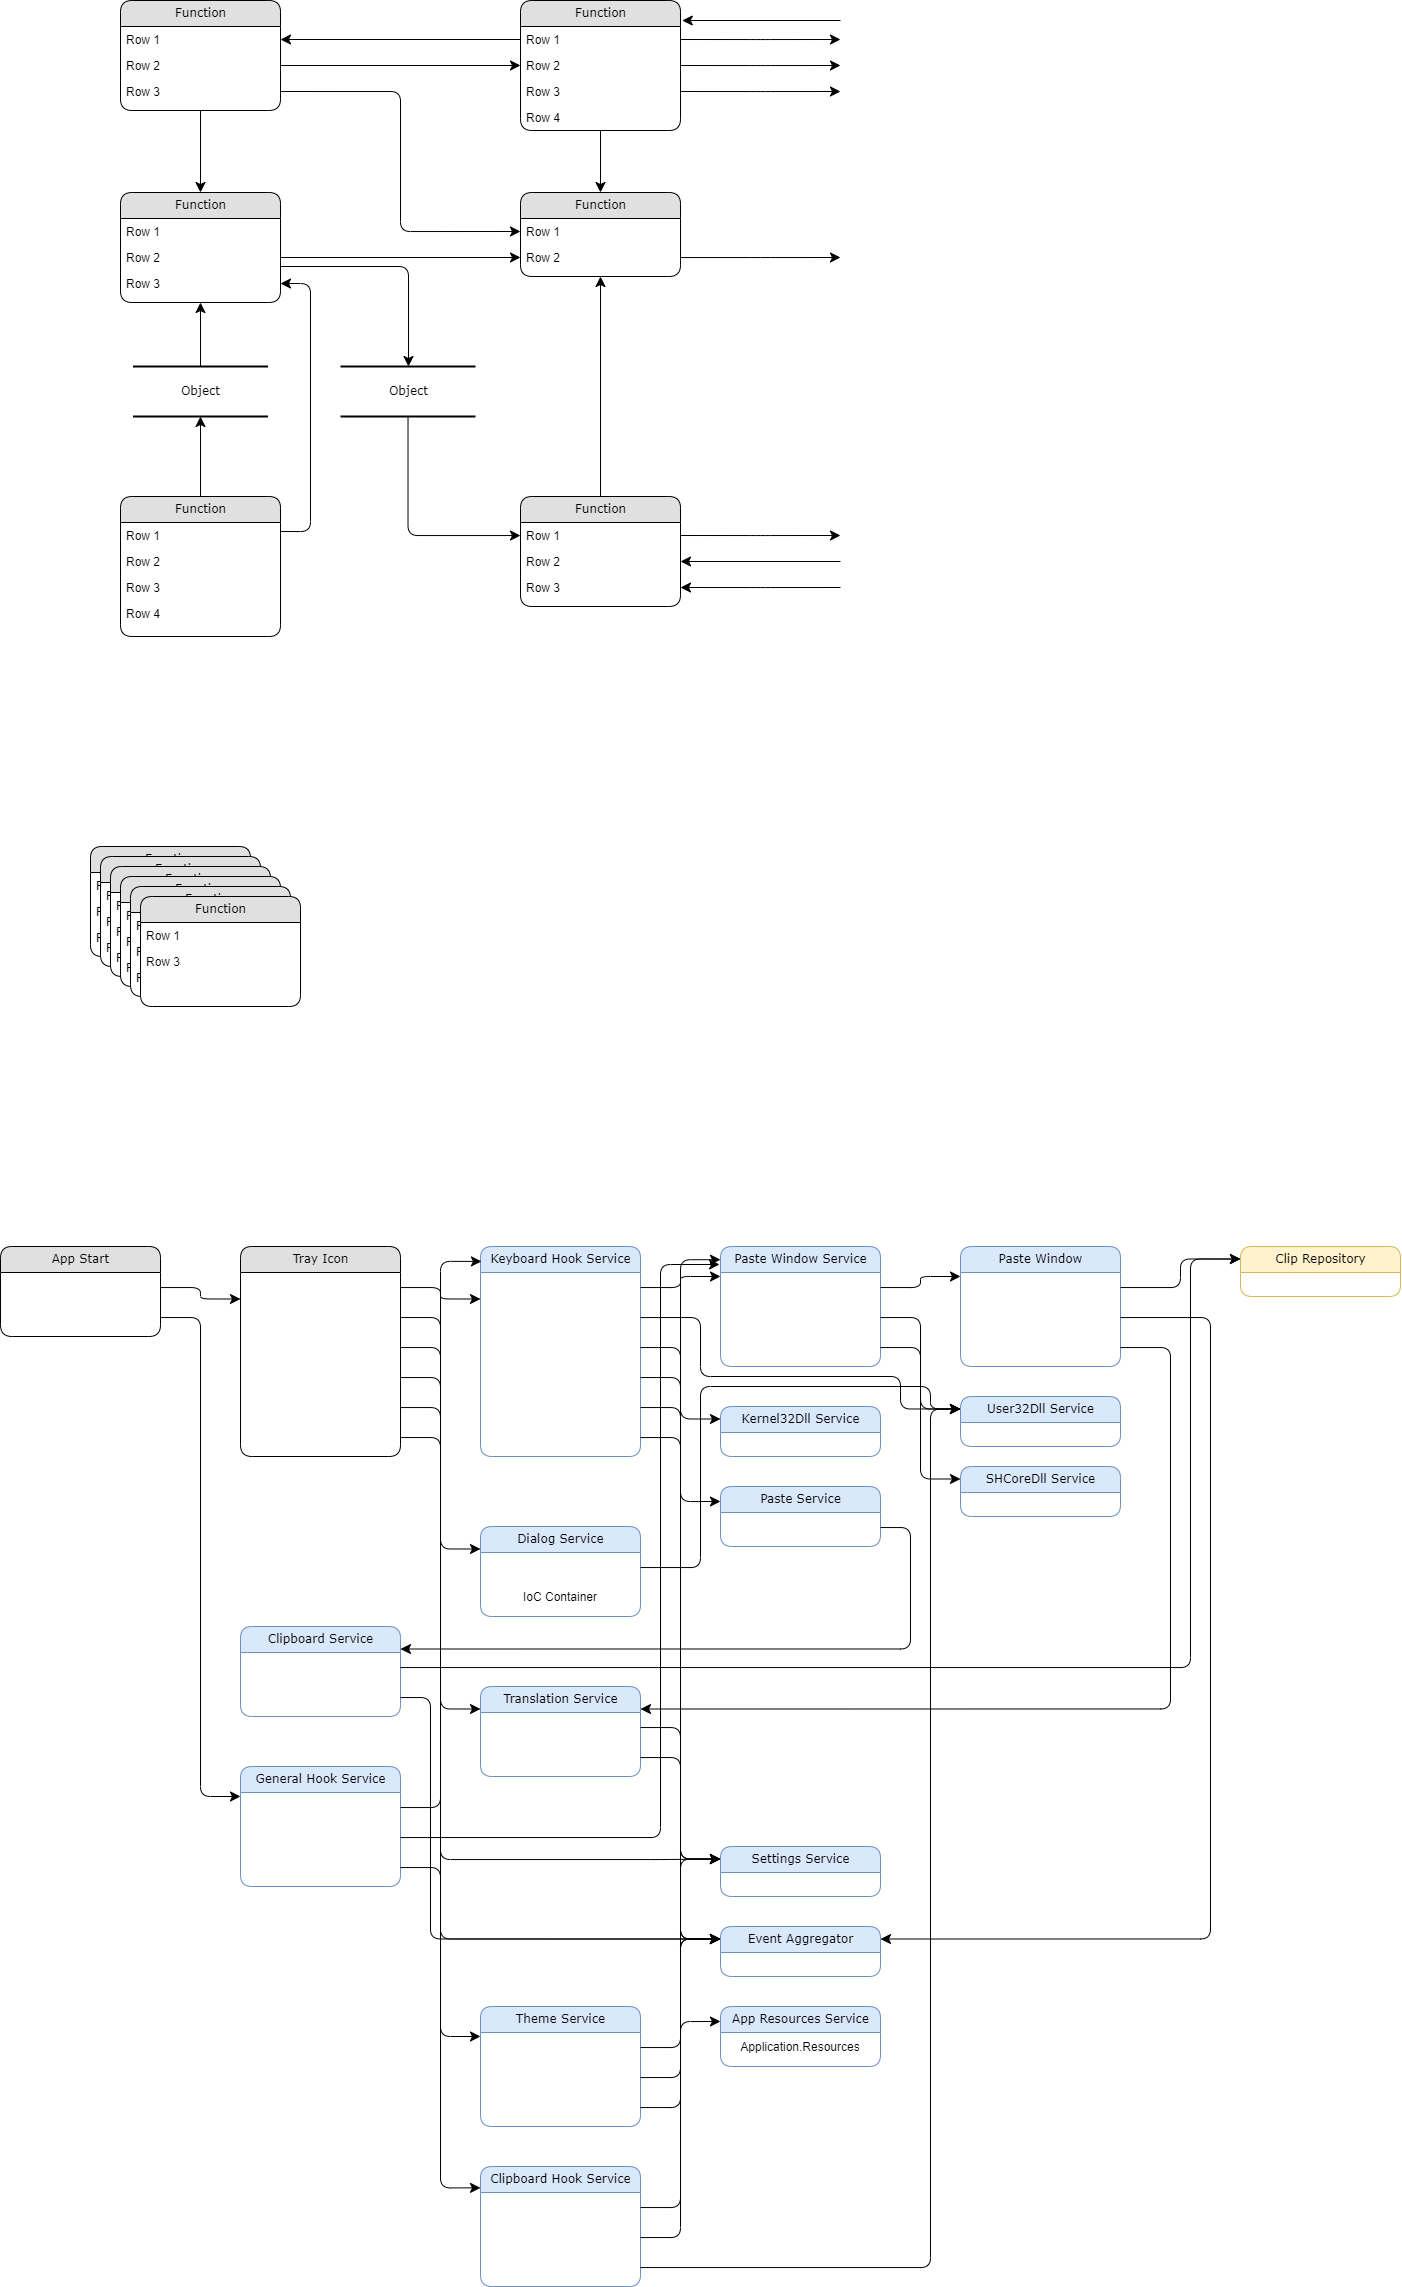 Function
Row 1
Row 2
Row 3
Function
Row 1
Row 2
Row 3
Row 4
Function
Row 1
Row 2
Row 3
Function
Row 1
Row 2
Object
Object
Function
Row 1
Row 2
Row 3
Row 4
Function
Row 1
Row 2
Row 3
Function
Row 1
Row 3
App Start
Tray Icon
Keyboard Hook Service
Paste Window Service
Paste Window
Clip Repository
Kernel32Dll Service
User32Dll Service
SHCoreDll Service
Paste Service
Dialog Service
IoC Container
Clipboard Service
Translation Service
General Hook Service
Settings Service
Event Aggregator
Theme Service
App Resources Service
Application.Resources
Clipboard Hook Service